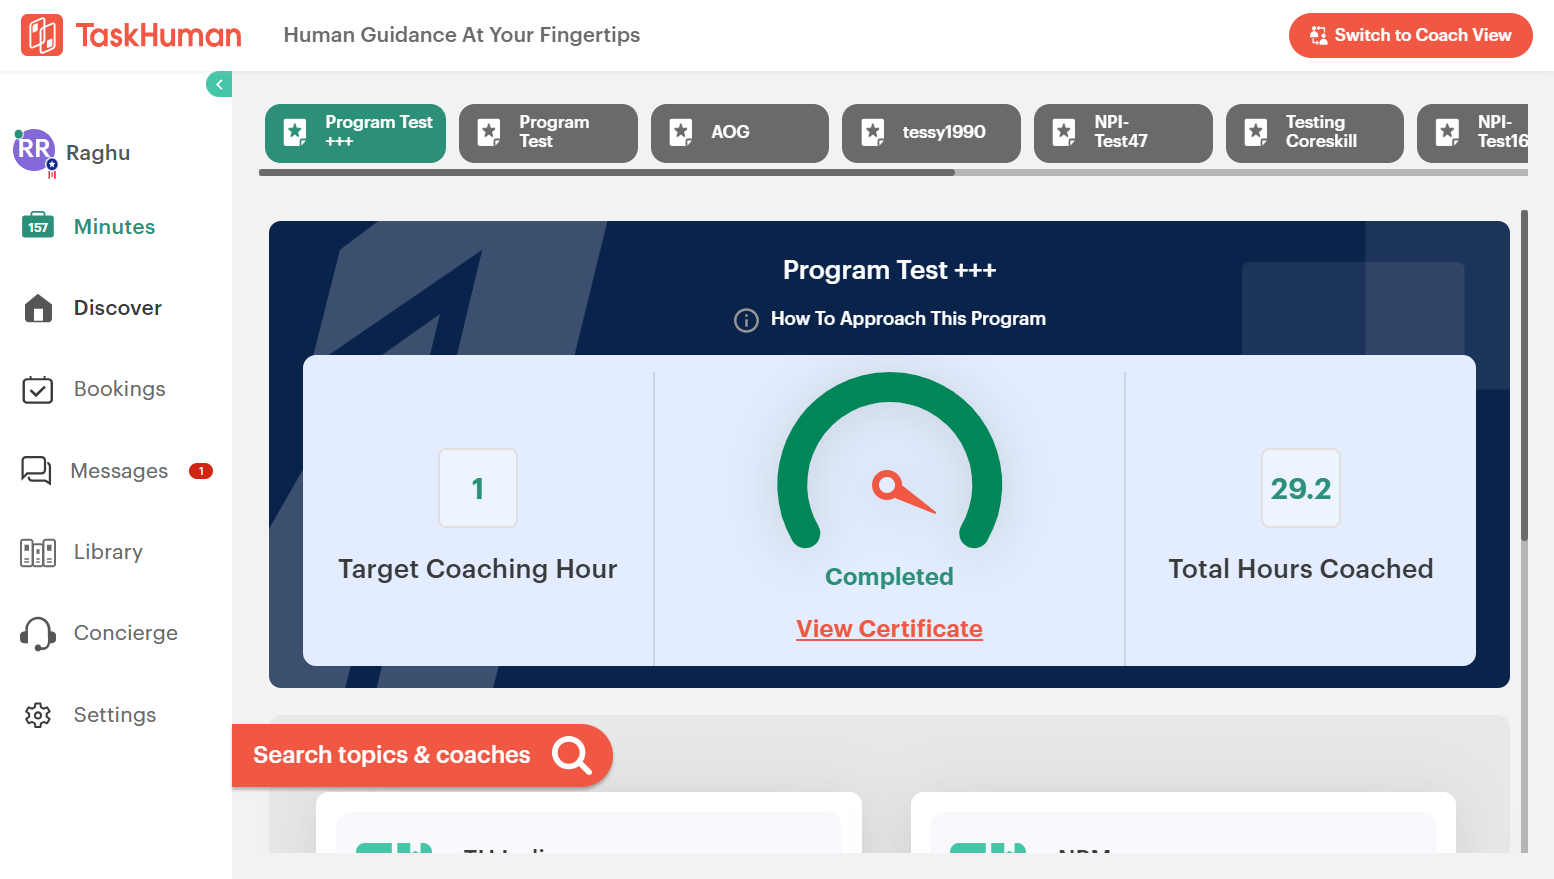 TaskHuman
Human Guidance At Your Fingertips
Switch to Coach View
RR
Raghu
157
Minutes
Discover
Bookings
Messages
1
Library
Concierge
Settings
Program Test
+++
Program
Test
AOG
tessy1990
NPI-
Test47
Testing
Coreskill
NPI-
Test16
Program Test +++
How To Approach This Program
1
Target Coaching Hour
Completed
View Certificate
29.2
Total Hours Coached
Search topics & coaches